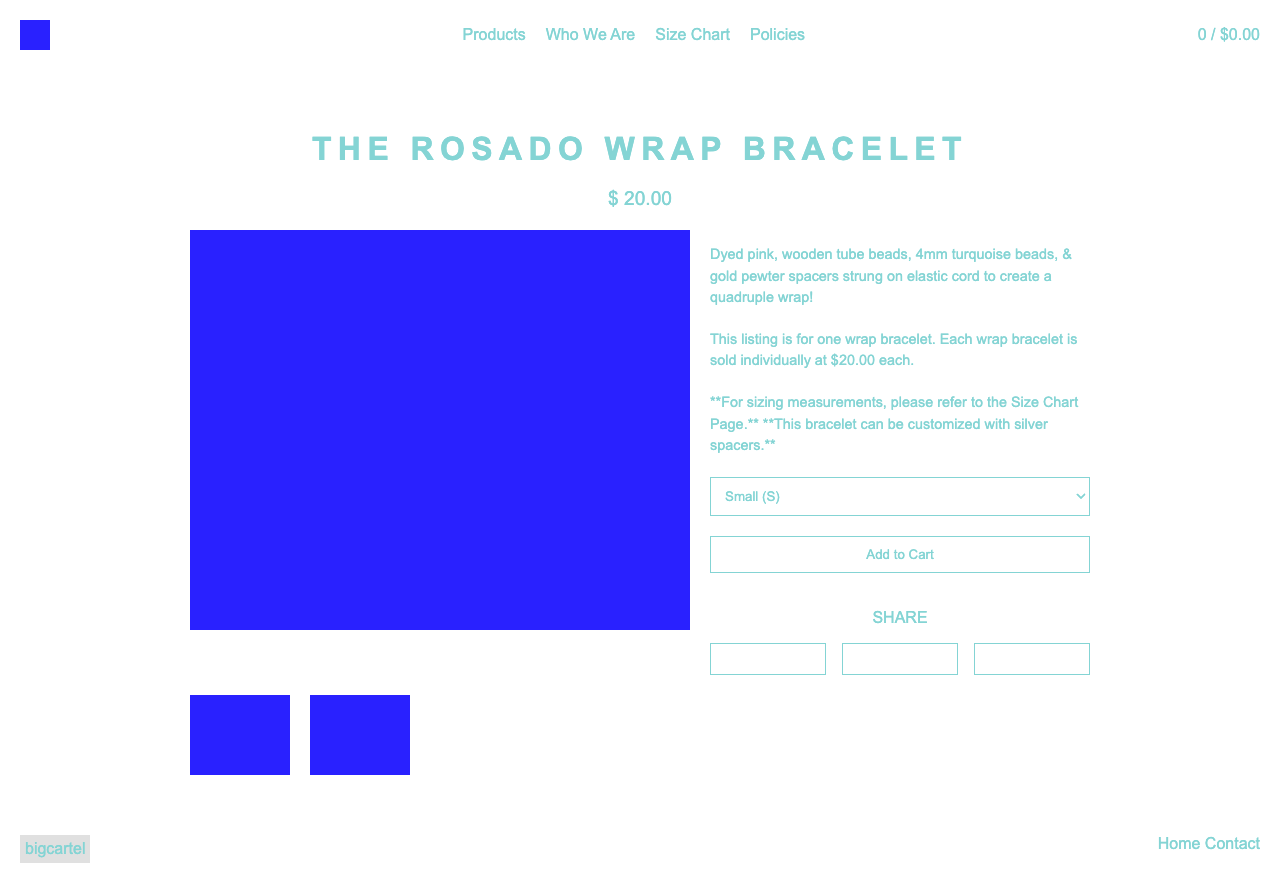 Products Who We Are Size Chart Policies 0 / $0.00
THE ROSADO WRAP BRACELET
$ 20.00
Dyed pink, wooden tube beads, 4mm turquoise beads, &
gold pewter spacers strung on elastic cord to create a
quadruple wrap!
This listing is for one wrap bracelet. Each wrap bracelet is
sold individually at $20.00 each.
**For sizing measurements, please refer to the Size Chart
Page.** **This bracelet can be customized with silver
spacers.**
Small (S)
Add to Cart
SHARE
bigcartel
Home Contact